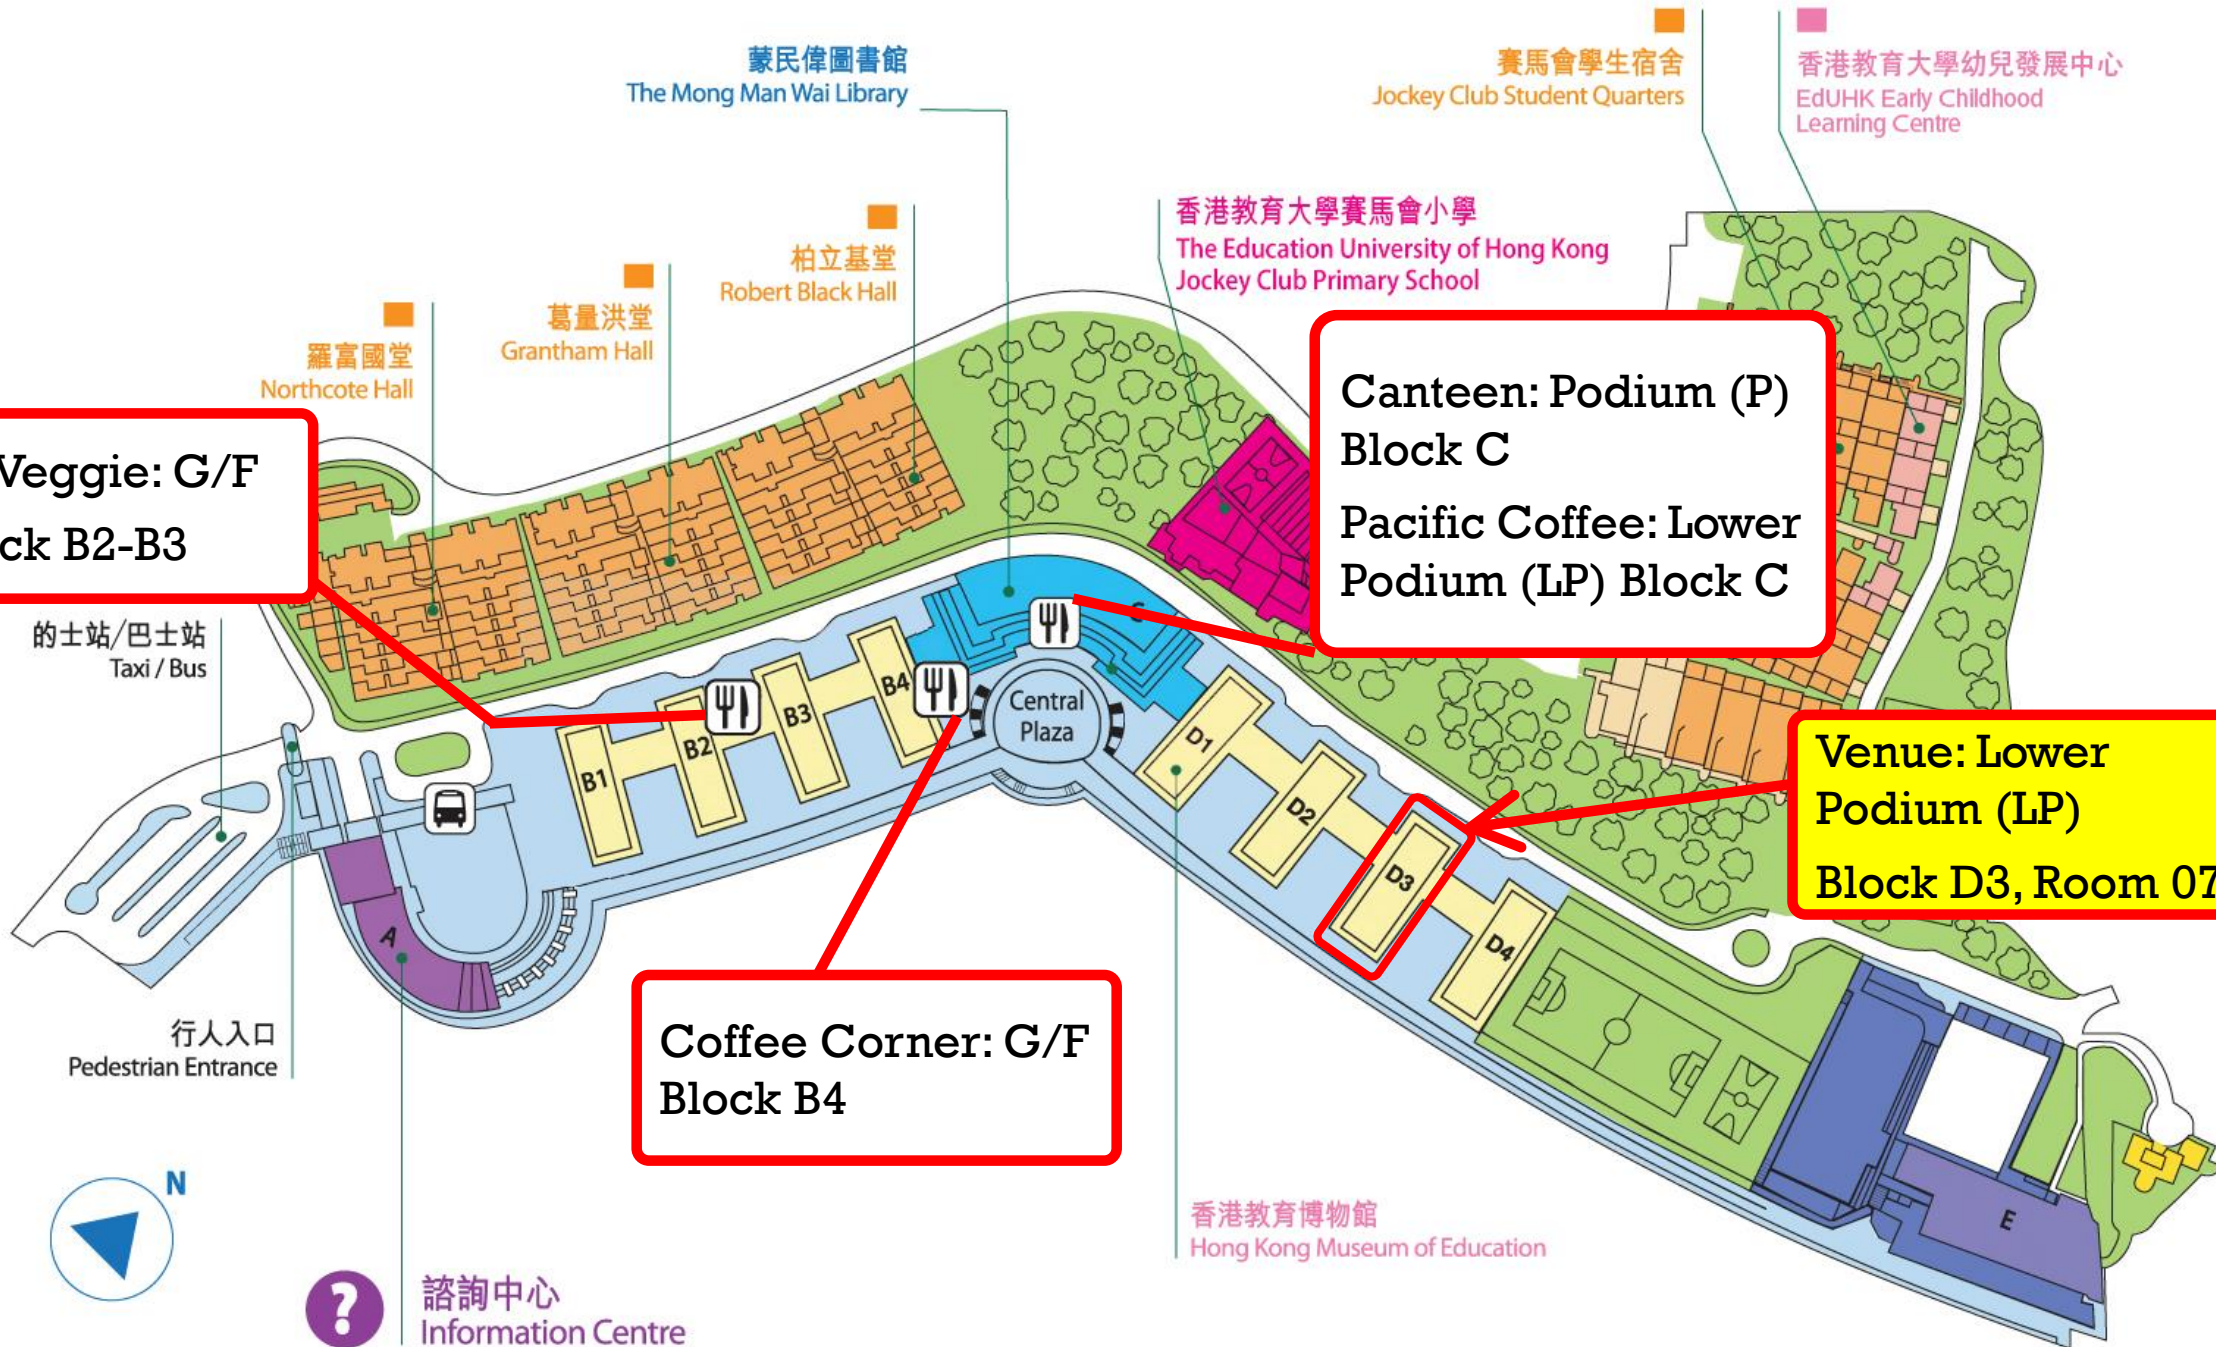 蒙民偉圖書館
The Mong Man Wai Library
賽馬會學生宿舍
Jockey Club Student Quarters
香港教育大學幼兒發展中心
EdUHK Early Childhood
Learning Centre
香港教育大學賽馬會小學
The Education University of Hong Kong
Jockey Club Primary School
柏立基堂
Robert Black Hall
葛量洪堂
Grantham Hall
羅富國堂
Northcote Hall
Veggie: G/F
ck B2-B3
Canteen: Podium (P)
Block C
Pacific Coffee: Lower
Podium (LP) Block C
的士站/巴士站
Taxi / Bus
C
B4
B3
B2
B1
Central
Plaza
D1
D2
D3
D4
Venue: Lower
Podium (LP)
Block D3, Room 07
A
行人入口
Pedestrian Entrance
Coffee Corner: G/F
Block B4
N
香港教育博物館
Hong Kong Museum of Education
E
?
諮詢中心
Information Centre